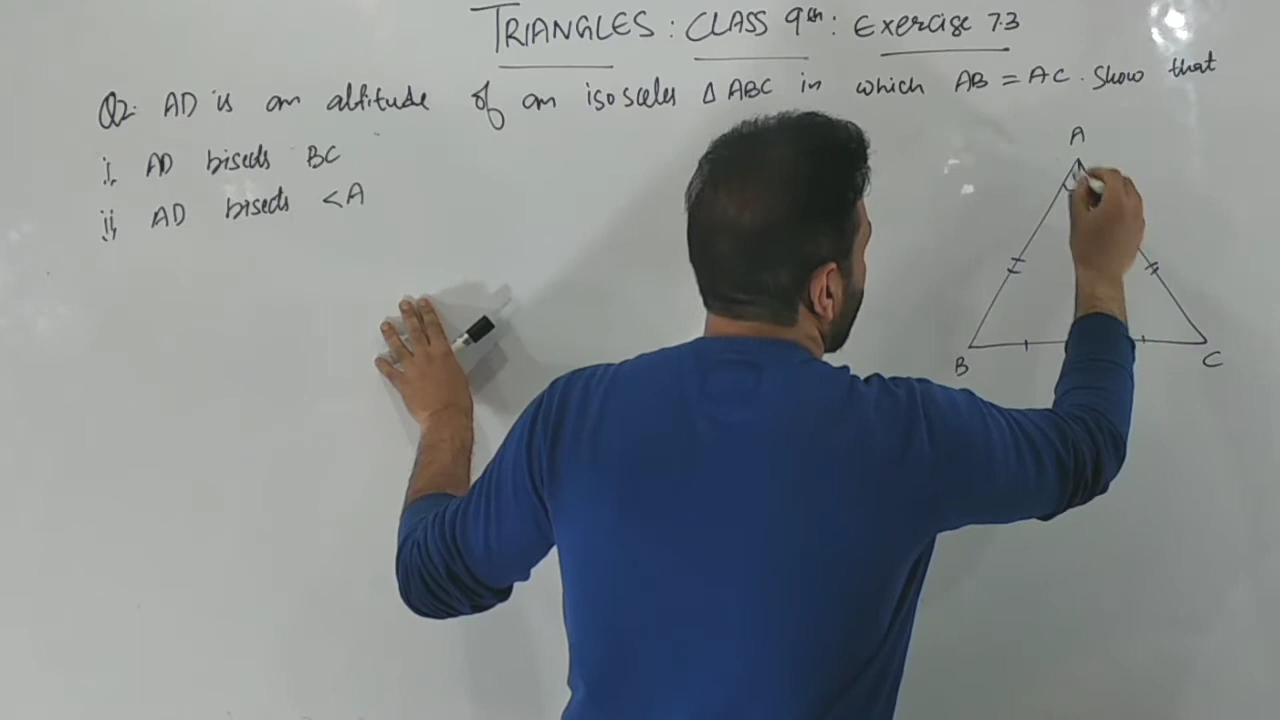 TRIANGLES : CLASS 9th : Exercise 7.3
Q2. AD is an altitude of an isosceles Δ ABC in which AB = AC. Show that
i, AD bisects BC
ii, AD bisects <A
A
B
C